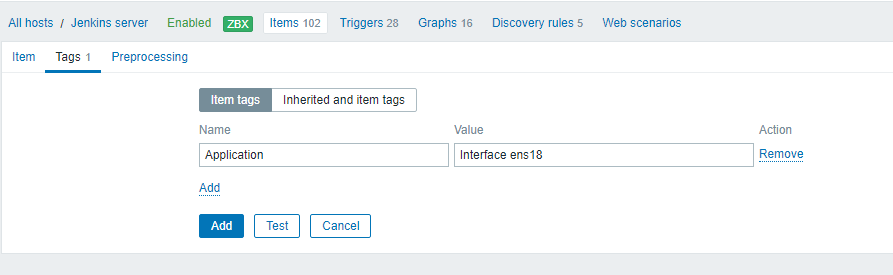 All hosts / Jenkins server Enabled ZBX Items 102 Triggers 28 Graphs 16 Discovery rules 5 Web scenarios
Item Tags 1 Preprocessing
Item tags Inherited and item tags
Name Value Action
Application Interface ens18 Remove
Add
Add Test Cancel